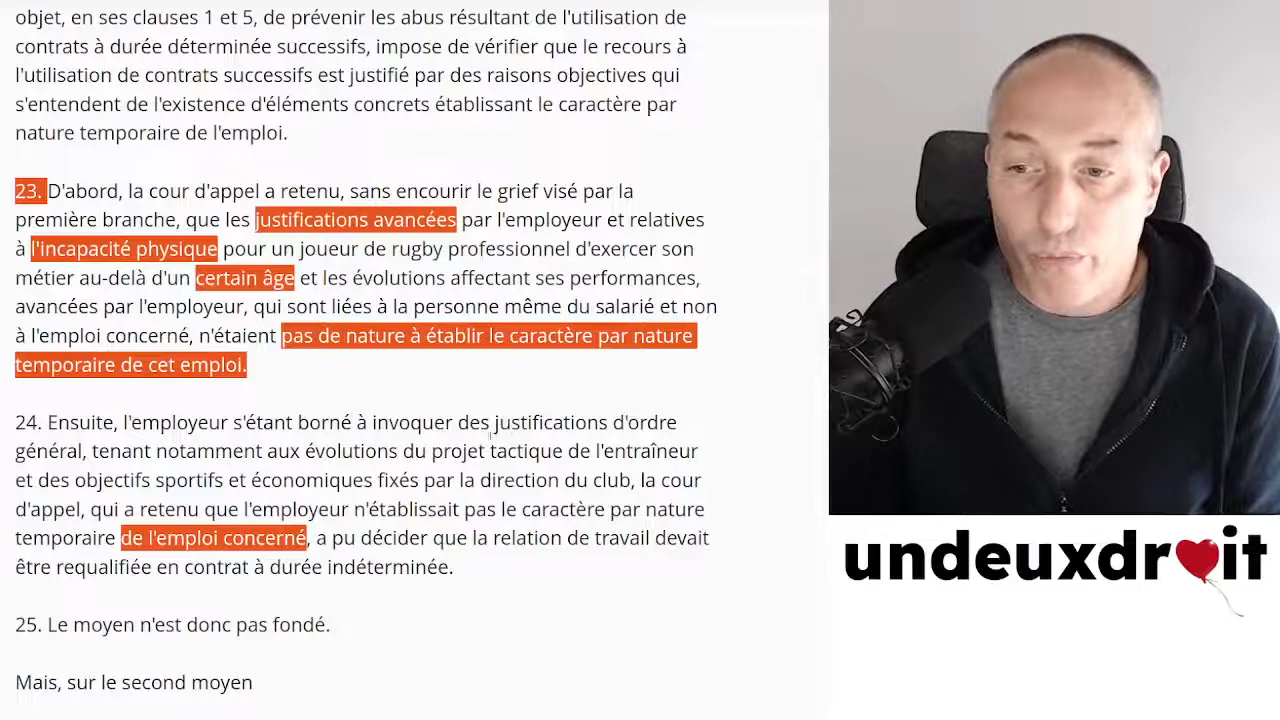 objet, en ses clauses 1 et 5, de prévenir les abus résultant de l'utilisation de
contrats à durée déterminée successifs, impose de vérifier que le recours à
l'utilisation de contrats successifs est justifié par des raisons objectives qui
s'entendent de l'existence d'éléments concrets établissant le caractère par
nature temporaire de l'emploi.
23. D'abord, la cour d'appel a retenu, sans encourir le grief visé par la
première branche, que les justifications avancées par l'employeur et relatives
à l'incapacité physique pour un joueur de rugby professionnel d'exercer son
métier au-delà d'un certain âge et les évolutions affectant ses performances,
avancées par l'employeur, qui sont liées à la personne même du salarié et non
à l'emploi concerné, n'étaient pas de nature à établir le caractère par nature
temporaire de cet emploi.
24. Ensuite, l'employeur s'étant borné à invoquer des justifications d'ordre
général, tenant notamment aux évolutions du projet tactique de l'entraîneur
et des objectifs sportifs et économiques fixés par la direction du club, la cour
d'appel, qui a retenu que l'employeur n'établissait pas le caractère par nature
temporaire de l'emploi concerné, a pu décider que la relation de travail devait
être requalifiée en contrat à durée indéterminée.
25. Le moyen n'est donc pas fondé.
Mais, sur le second moyen
undeuxdroit